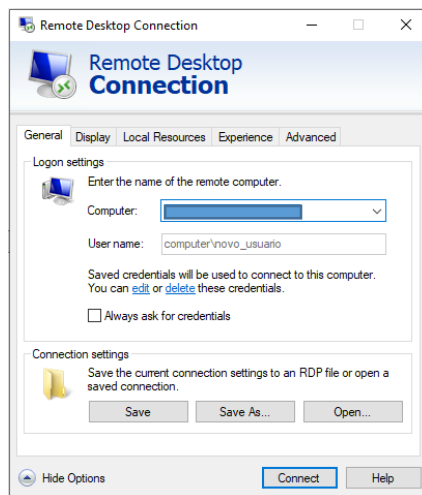 Remote Desktop Connection
Remote Desktop
Connection
General Display Local Resources Experience Advanced
Logon settings
Enter the name of the remote computer.
Computer:
User name: computer\novo_usuario
Saved credentials will be used to connect to this computer.
You can edit or delete these credentials.
Always ask for credentials
Connection settings
Save the current connection settings to an RDP file or open a
saved connection.
Save Save As... Open...
Hide Options Connect Help